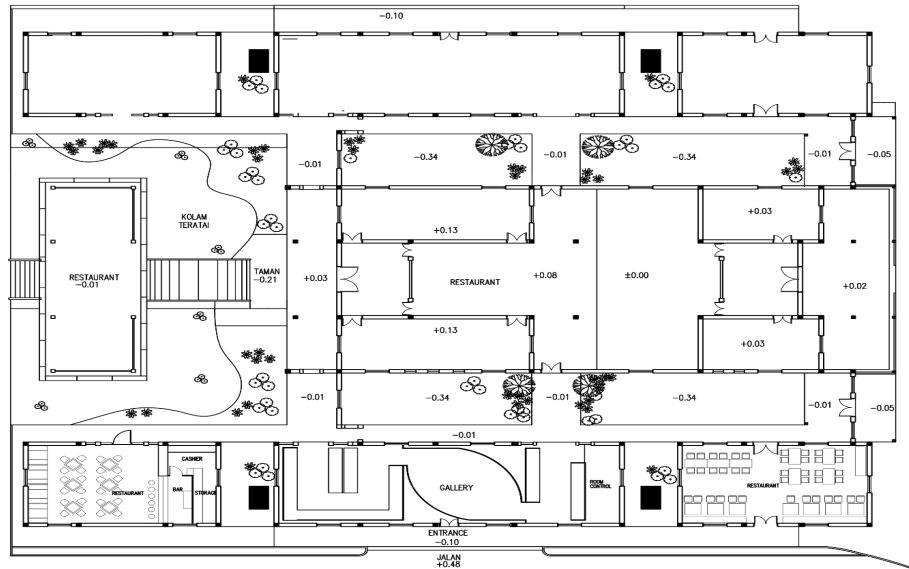 −0.10
−0.01
−0.34
−0.01
−0.34
−0.01
−0.05
KOLAM
TERATAI
+0.13
+0.03
RESTAURANT
−0.01
TAMAN
−0.21
+0.03
RESTAURANT
+0.08
±0.00
+0.02
+0.13
+0.03
−0.01
−0.34
−0.01
−0.34
−0.01
−0.05
−0.01
RESTAURANT
CASHIER
BAR
STORAGE
GALLERY
ROOM
CONTROL
RESTAURANT
ENTRANCE
−0.10
JALAN
+0.48